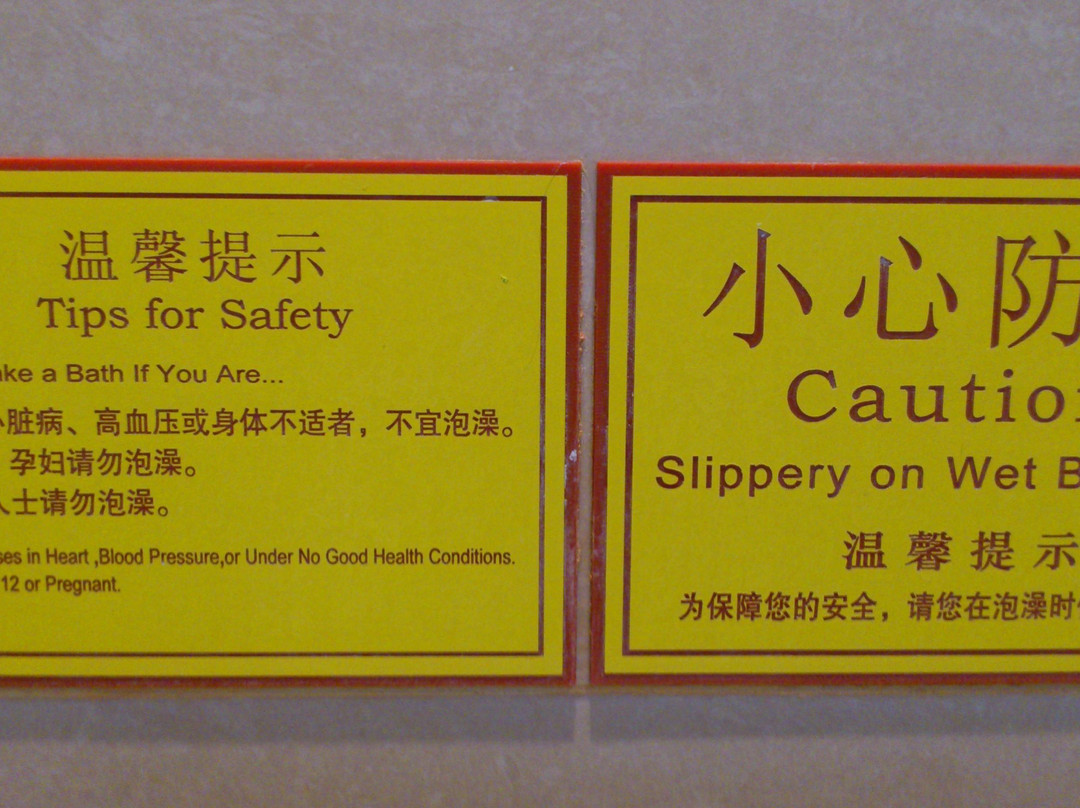 温馨提示
Tips for Safety
a Bath If You Are...
脏病、高血压或身体不适者，不宜泡澡。
孕妇请勿泡澡。
人士请勿泡澡。
in Heart ,Blood Pressure,or Under No Good Health Conditions.
12 or Pregnant.
小心防
Caution
Slippery on Wet
温馨提示
为保障您的安全，请您在泡澡时